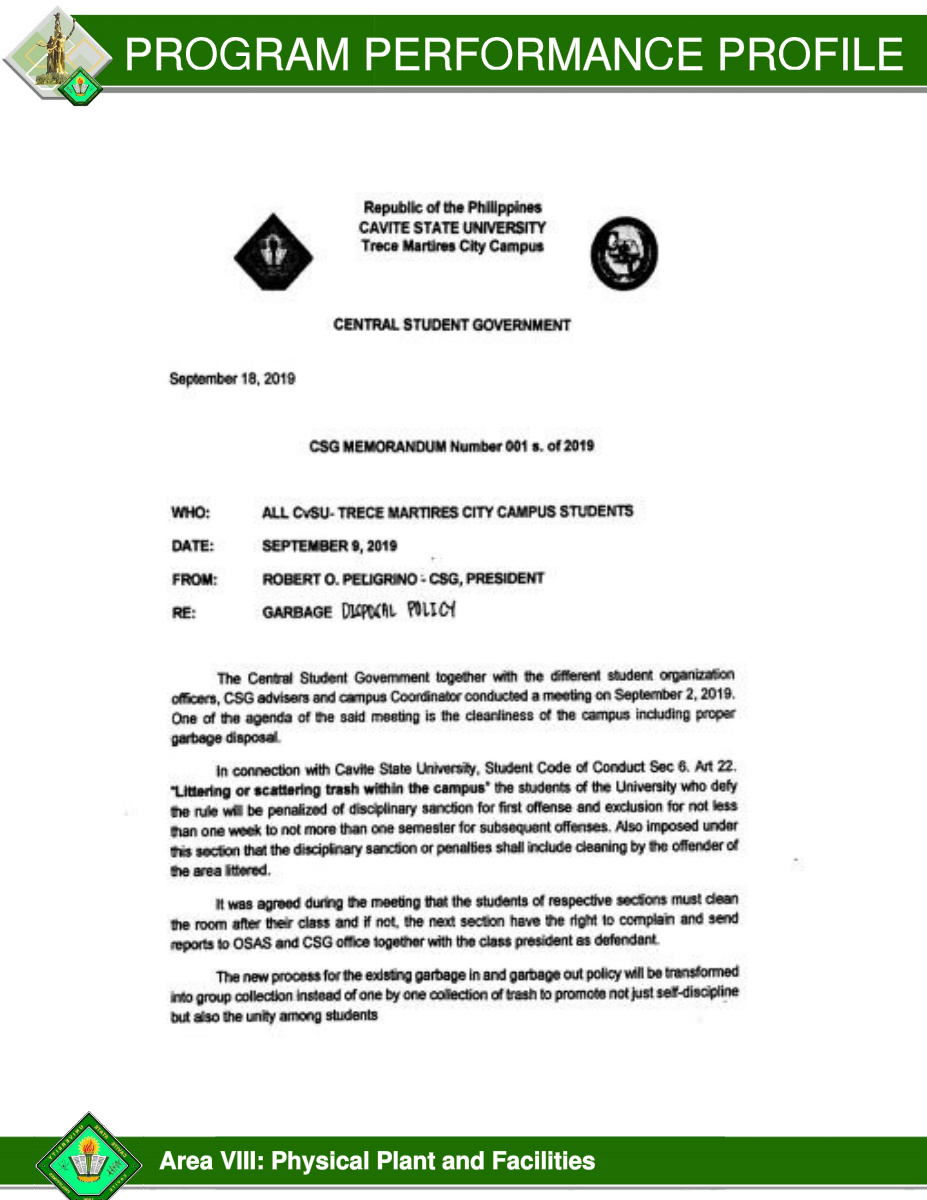 PROGRAM PERFORMANCE PROFILE
Republic of the Philippines
CAVITE STATE UNIVERSITY
Trece Martires City Campus
CENTRAL STUDENT GOVERNMENT
September 18, 2019
CSG MEMORANDUM Number 001 s. of 2019
WHO: ALL CvSU- TRECE MARTIRES CITY CAMPUS STUDENTS
DATE: SEPTEMBER 9, 2019
FROM: ROBERT O. PELIGRINO - CSG, PRESIDENT
RE: GARBAGE DISPOCAL POLICY
The Central Student Government together with the different student organization
officers, CSG advisers and campus Coordinator conducted a meeting on September 2, 2019.
One of the agenda of the said meeting is the cleanliness of the campus including proper
garbage disposal.
In connection with Cavite State University, Student Code of Conduct Sec 6. Art 22.
"Littering or scattering trash within the campus" the students of the University who defy
the rule will be penalized of disciplinary sanction for first offense and exclusion for not less
than one week to not more than one semester for subsequent offenses. Also imposed under
this section that the disciplinary sanction or penalties shall include cleaning by the offender of
the area littered.
It was agreed during the meeting that the students of respective sections must clean
the room after their class and if not, the next section have the right to complain and send
reports to OSAS and CSG office together with the class president as defendant.
The new process for the existing garbage in and garbage out policy will be transformed
into group collection instead of one by one collection of trash to promote not just self-discipline
but also the unity among students
Area VIII: Physical Plant and Facilities